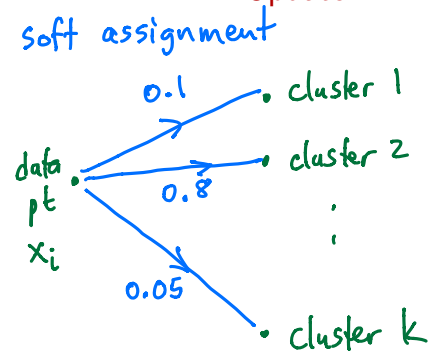 soft assignment
0.1
cluster 1
data
pt
xi
0.8
cluster 2
0.05
cluster k